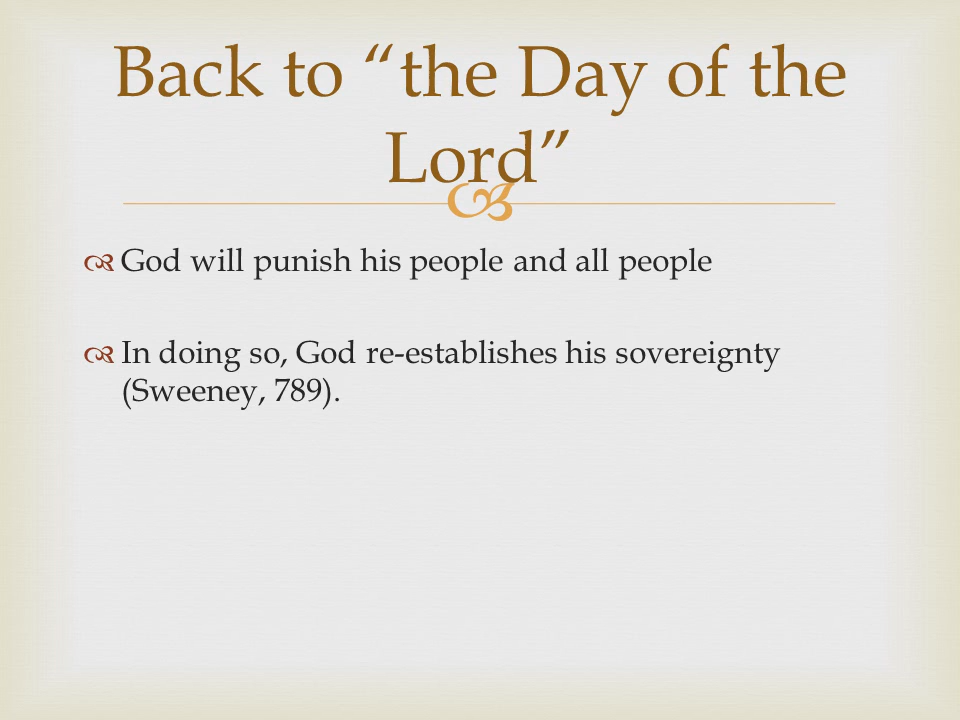 Back to “the Day of the
Lord”
God will punish his people and all people
In doing so, God re-establishes his sovereignty
(Sweeney, 789).